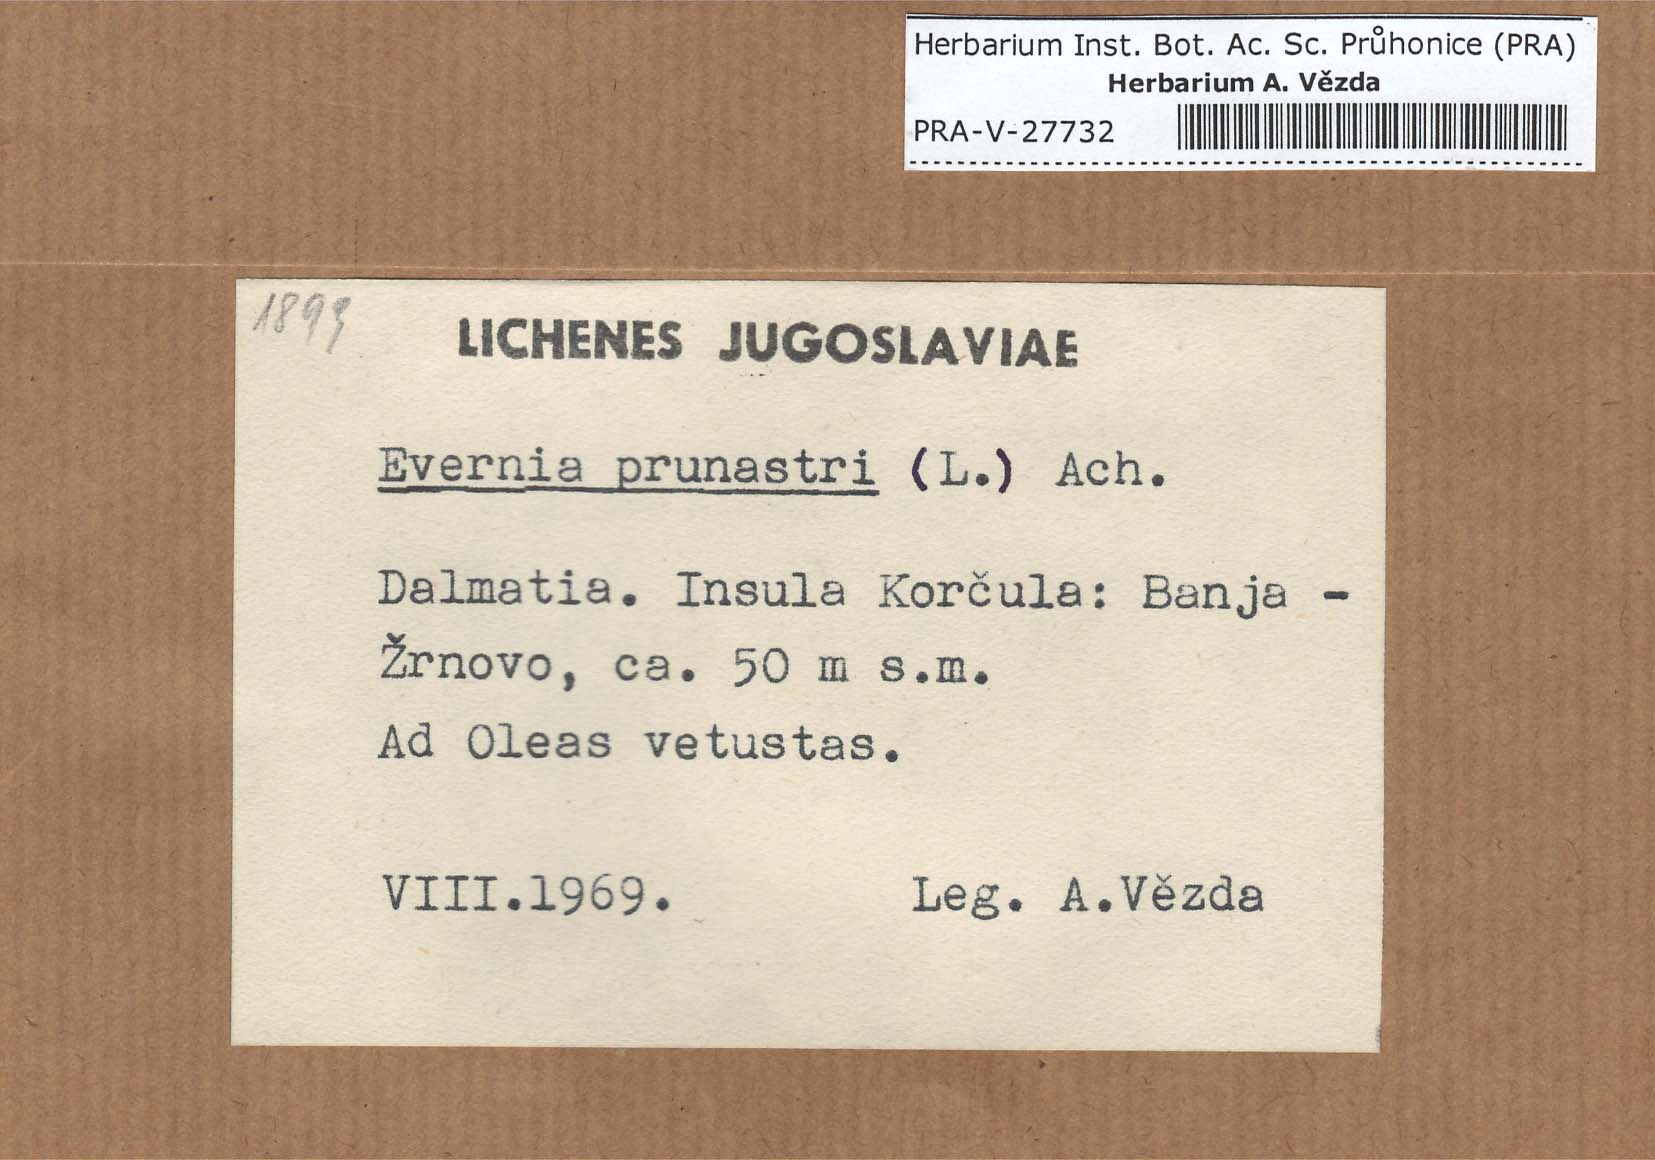 Herbarium Inst. Bot. Ac. Sc. Průhonice (PRA)
Herbarium A. Vězda
PRA-V-27732
LICHENES JUGOSLAVIAE
Evernia prunastri (L.) Ach.
Dalmatia. Insula Korčula: Banja -
Žrnovo, ca. 50 m s.m.
Ad Oleas vetustas.
VIII.1969.
Leg. A.Vězda